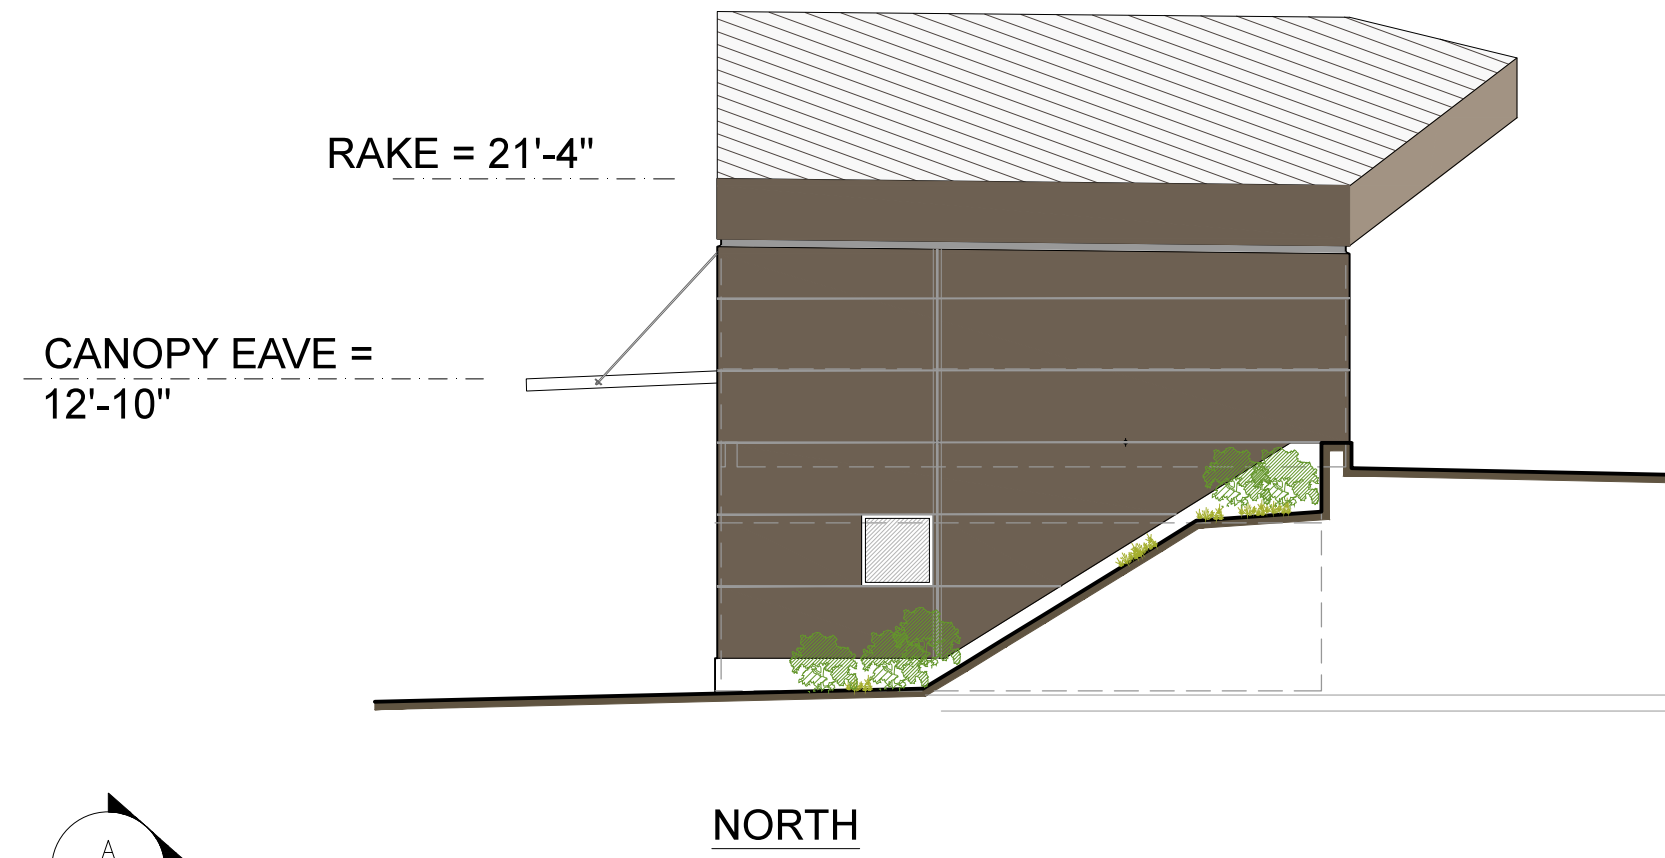 RAKE = 21'-4"
CANOPY EAVE =
12'-10"
NORTH
A